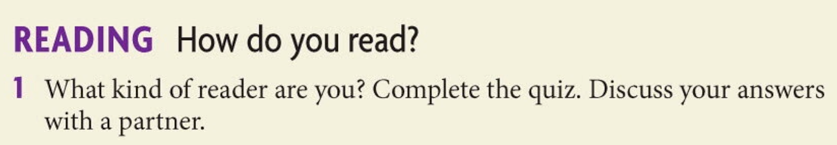 READING How do you read?
1 What kind of reader are you? Complete the quiz. Discuss your answers
with a partner.